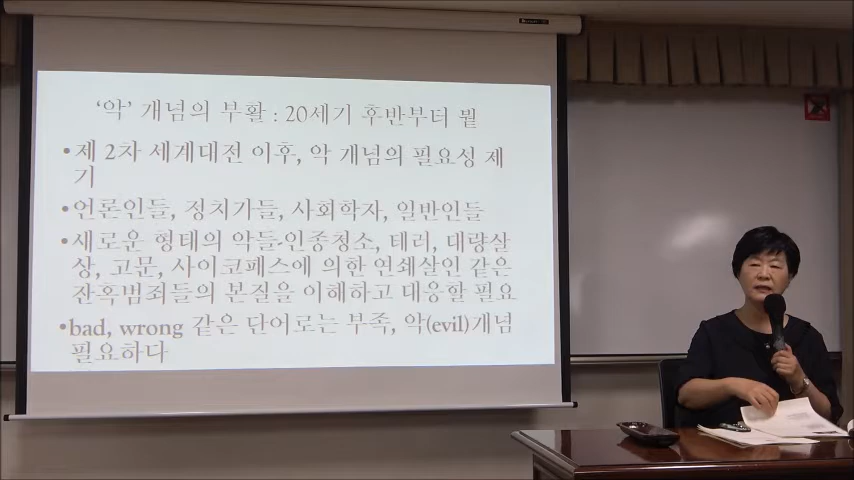 ‘악’ 개념의 부활 : 20세기 후반부터 뭘
•제 2차 세계대전 이후, 악 개념의 필요성 제
기
•언론인들, 정치가들, 사회학자, 일반인들
•새로운 형태의 악들-인종청소, 테러, 대량살
상, 고문, 사이코패스에 의한 연쇄살인 같은
잔혹범죄들의 본질을 이해하고 대응할 필요
•bad, wrong 같은 단어로는 부족, 악(evil)개념
필요하다